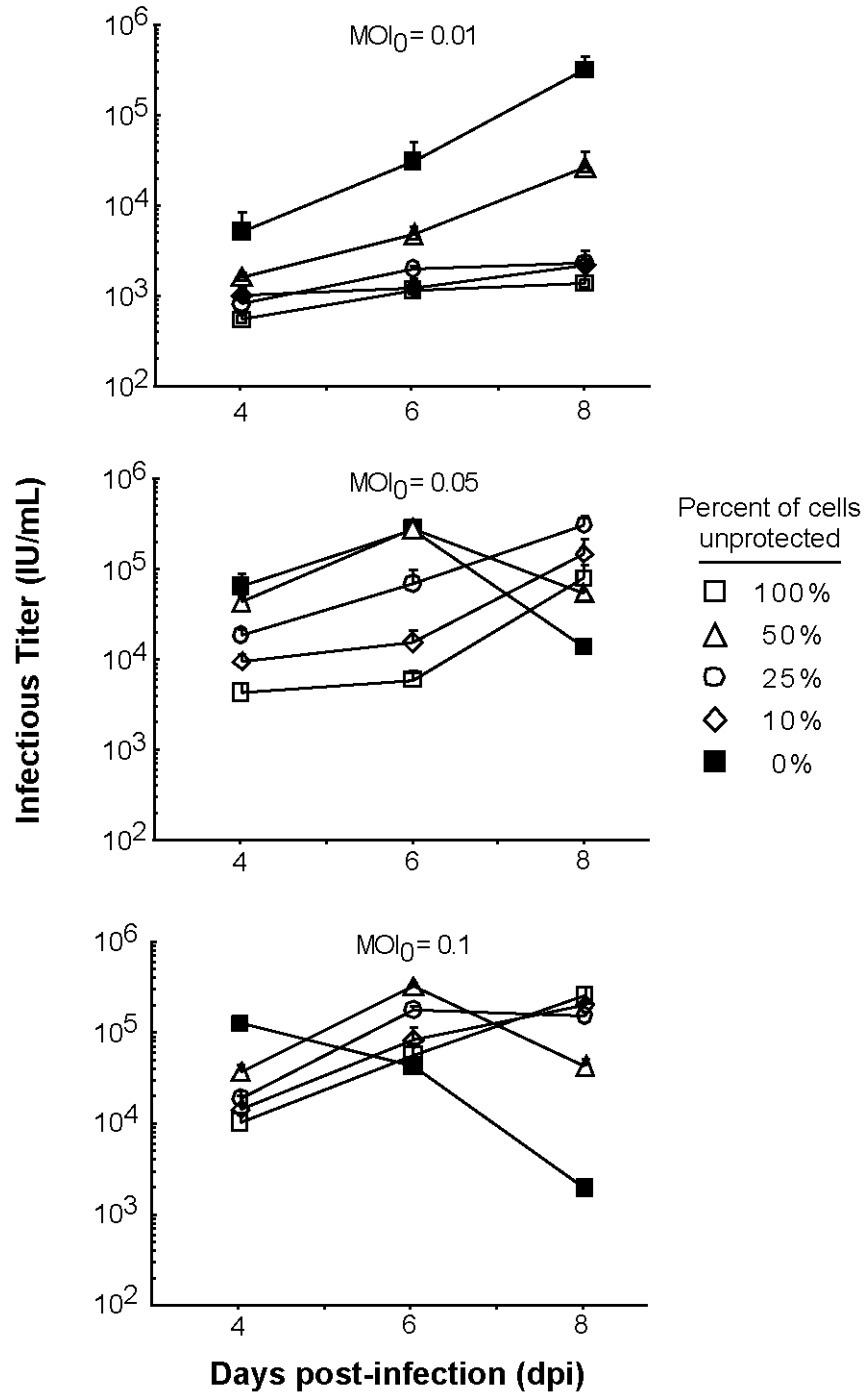 MOI0= 0.01
10^6
10^5
10^4
10^3
10^2
4 6 8
MOI0= 0.05
10^6
10^5
10^4
10^3
10^2
4 6 8
MOI0= 0.1
10^6
10^5
10^4
10^3
10^2
4 6 8
Infectious Titer (IU/mL)
Days post-infection (dpi)
Percent of cells
unprotected
100%
50%
25%
10%
0%